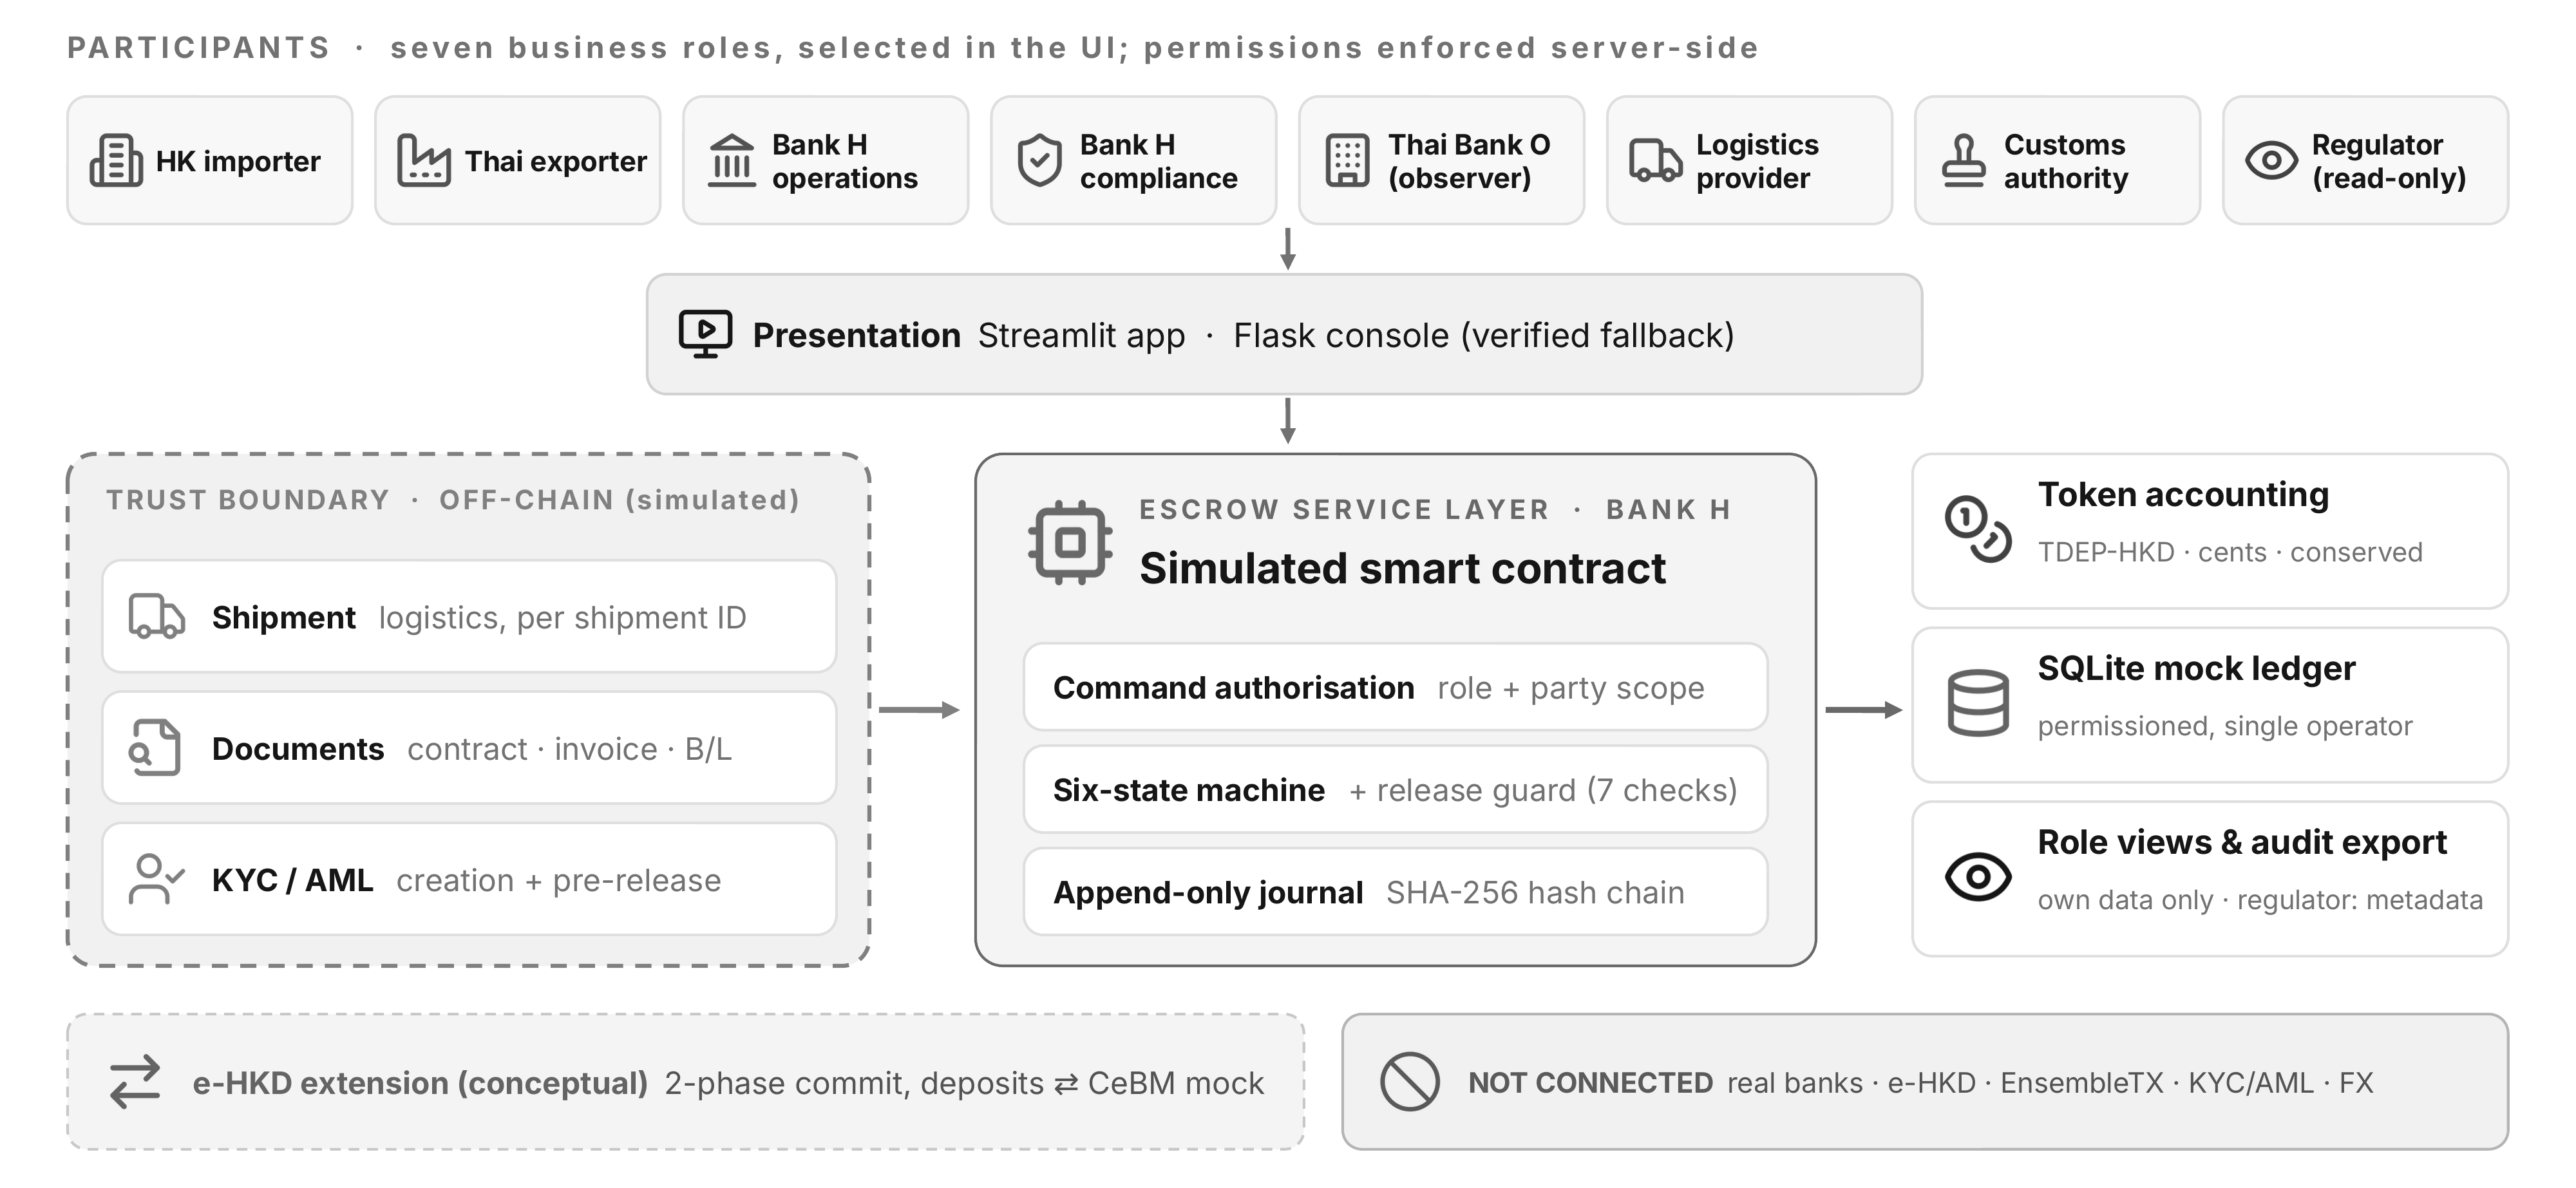 PARTICIPANTS · seven business roles, selected in the UI; permissions enforced server-side
HK importer
Thai exporter
Bank H
operations
Bank H
compliance
Thai Bank O
(observer)
Logistics
provider
Customs
authority
Regulator
(read-only)
Presentation Streamlit app · Flask console (verified fallback)
TRUST BOUNDARY · OFF-CHAIN (simulated)
Shipment logistics, per shipment ID
Documents contract · invoice · B/L
KYC / AML creation + pre-release
ESCROW SERVICE LAYER · BANK H
Simulated smart contract
Command authorisation role + party scope
Six-state machine + release guard (7 checks)
Append-only journal SHA-256 hash chain
Token accounting
TDEP-HKD · cents · conserved
SQLite mock ledger
permissioned, single operator
Role views & audit export
own data only · regulator: metadata
e-HKD extension (conceptual) 2-phase commit, deposits ⇄ CeBM mock
NOT CONNECTED real banks · e-HKD · EnsembleTX · KYC/AML · FX